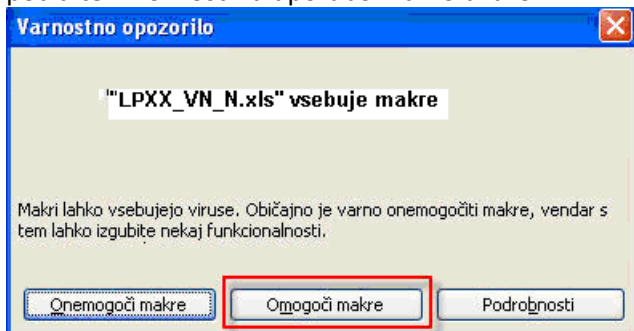 Varnostno opozorilo
"LPXX_VN_N.xls" vsebuje makre
Makri lahko vsebujejo viruse. Običajno je varno onemogočiti makre, vendar s
tem lahko izgubite nekaj funkcionalnosti.
Onemogoči makre Omogoči makre Podrobnosti